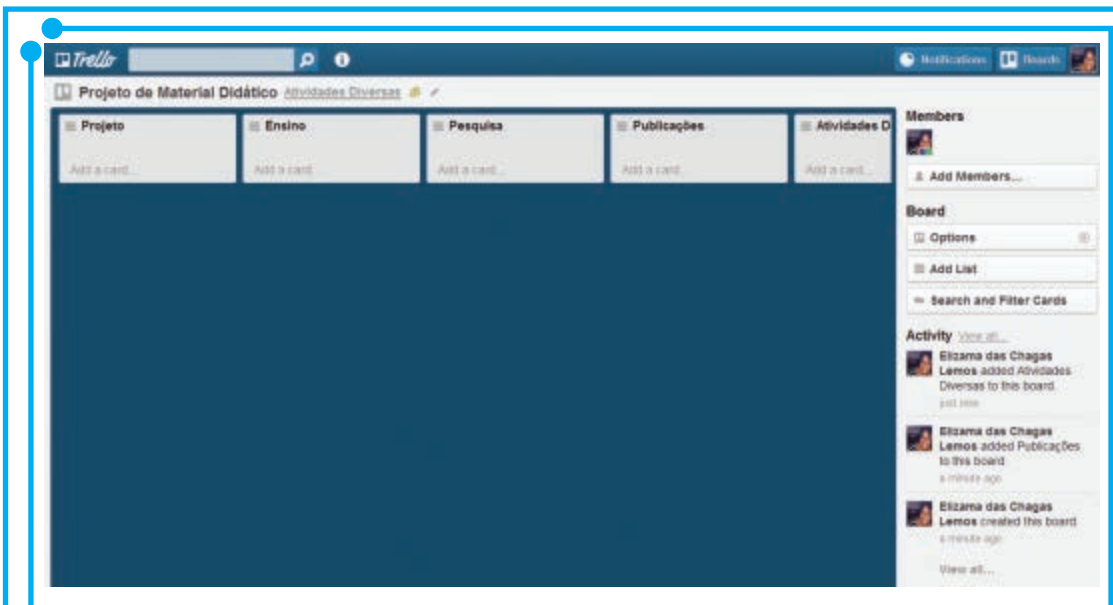 Trello
Notifications
Boards
Projeto de Material Didático Atividades Diversas
Projeto
Add a card...
Ensino
Add a card...
Pesquisa
Add a card...
Publicações
Add a card...
Atividades D
Add a card...
Members
Add Members...
Board
Options
Add List
Search and Filter Cards
Activity View all...
Elizama das Chagas
Lemos added Atividades
Diversas to this board
just now
Elizama das Chagas
Lemos added Publicações
to this board
a minute ago
Elizama das Chagas
Lemos created this board
a minute ago
View all...